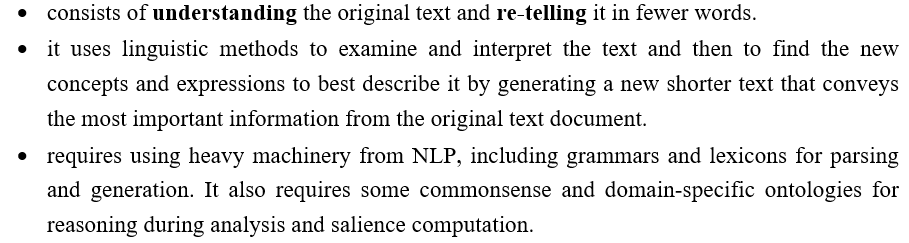 • consists of understanding the original text and re-telling it in fewer words.
• it uses linguistic methods to examine and interpret the text and then to find the new
concepts and expressions to best describe it by generating a new shorter text that conveys
the most important information from the original text document.
• requires using heavy machinery from NLP, including grammars and lexicons for parsing
and generation. It also requires some commonsense and domain-specific ontologies for
reasoning during analysis and salience computation.